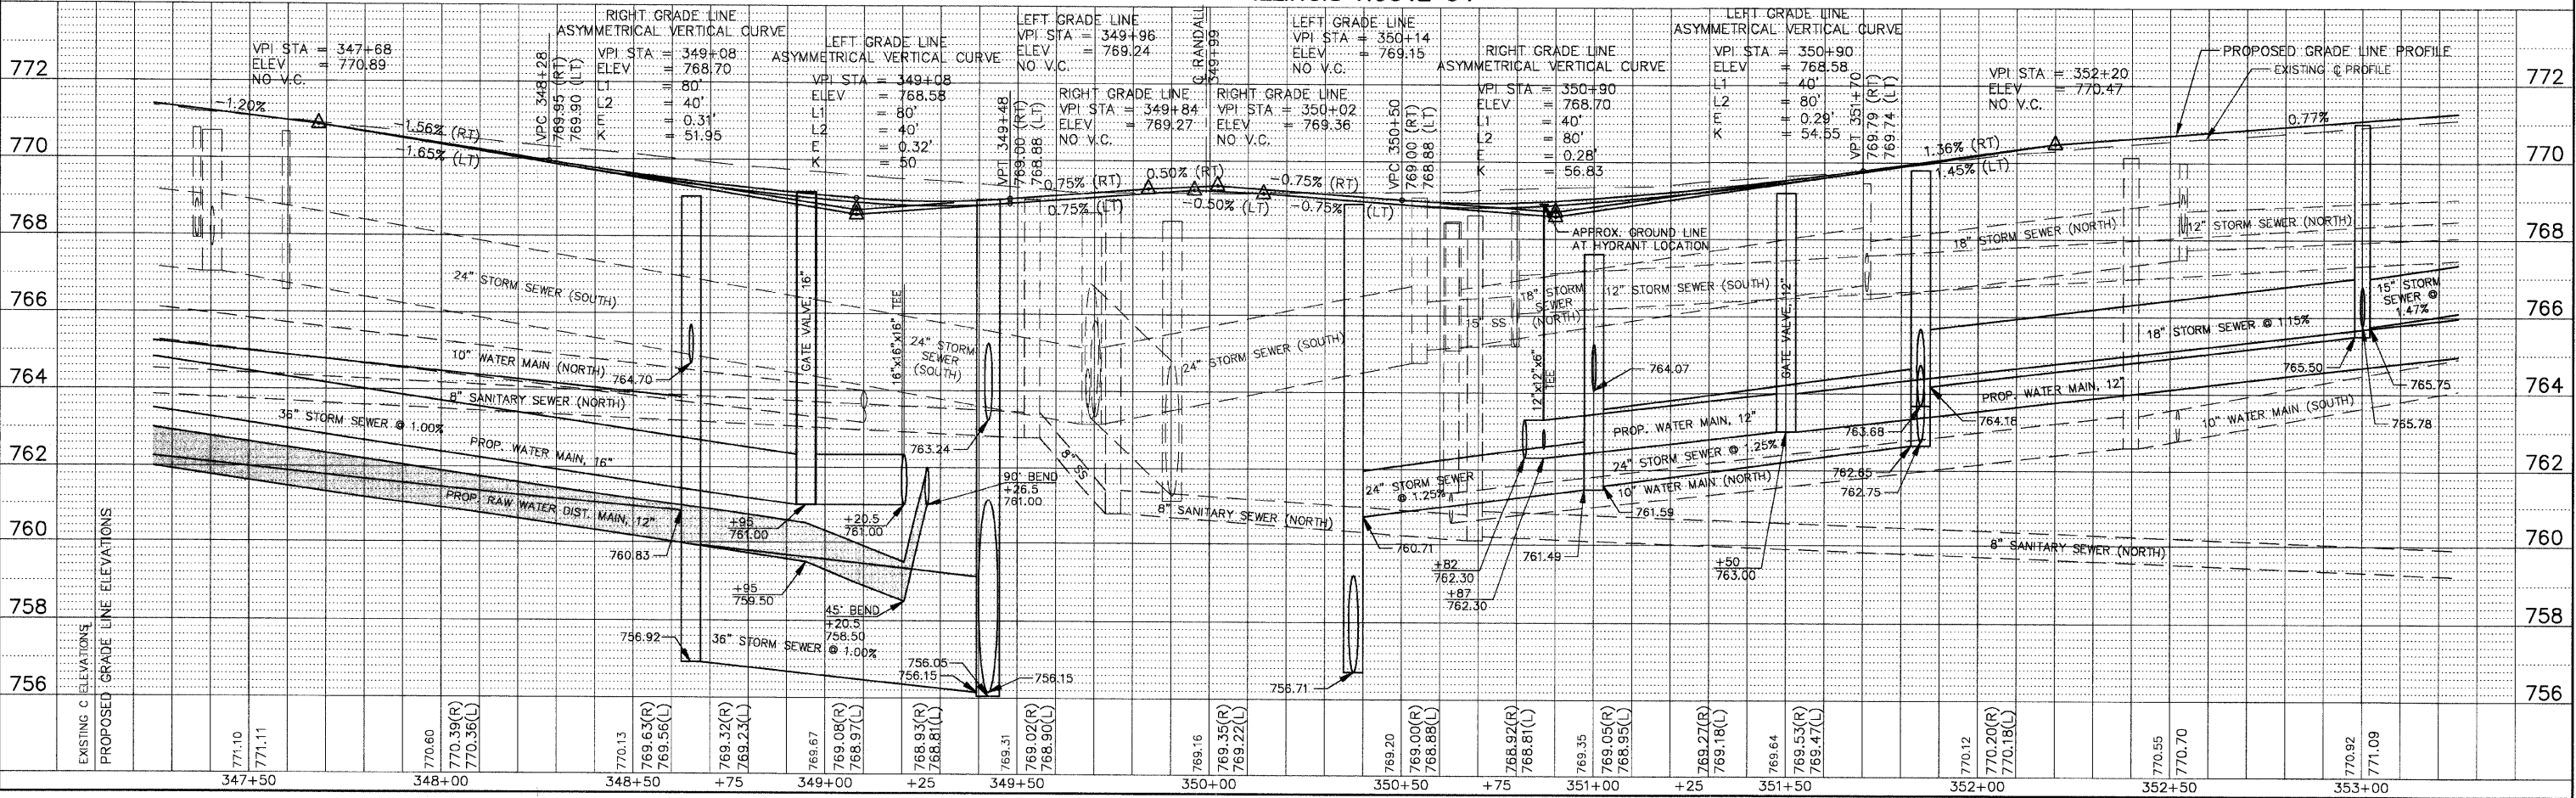 772
770
768
766
764
762
760
758
756
VPI STA = 347+68
ELEV = 770.89
NO V.C.
RIGHT GRADE LINE
ASYMMETRICAL VERTICAL CURVE
VPI STA = 349+08
ELEV = 768.70
L1 = 80'
L2 = 40'
E = 0.31'
K = 51.95
VPC 348+28
769.95 (RT)
769.90 (LT)
LEFT GRADE LINE
ASYMMETRICAL VERTICAL CURVE
VPI STA = 349+08
ELEV = 768.58
L1 = 80'
L2 = 40'
E = 0.32'
K = 50
LEFT GRADE LINE
VPI STA = 349+96
ELEV = 769.24
NO V.C.
RIGHT GRADE LINE
VPI STA = 349+84
ELEV = 769.27
NO V.C.
VPT 349+48
769.00 (RT)
768.88 (LT)
℄ RANDALL
349+99
LEFT GRADE LINE
VPI STA = 350+14
ELEV = 769.15
NO V.C.
RIGHT GRADE LINE
VPI STA = 350+02
ELEV = 769.36
NO V.C.
VPC 350+50
769.00 (RT)
768.88 (LT)
RIGHT GRADE LINE
ASYMMETRICAL VERTICAL CURVE
VPI STA = 350+90
ELEV = 768.70
L1 = 40'
L2 = 80'
E = 0.28'
K = 56.83
LEFT GRADE LINE
ASYMMETRICAL VERTICAL CURVE
VPI STA = 350+90
ELEV = 768.58
L1 = 40'
L2 = 80'
E = 0.29'
K = 54.55
VPT 351+70
769.79 (RT)
769.74 (LT)
VPI STA = 352+20
ELEV = 770.47
NO V.C.
PROPOSED GRADE LINE PROFILE
EXISTING ℄ PROFILE
-1.20%
-1.56% (RT)
-1.65% (LT)
0.75% (RT)
0.75% (LT)
0.50% (RT)
-0.50% (LT)
-0.75% (RT)
-0.75% (LT)
1.36% (RT)
1.45% (LT)
0.77%
APPROX. GROUND LINE
AT HYDRANT LOCATION
24" STORM SEWER (SOUTH)
10" WATER MAIN (NORTH)
764.70
8" SANITARY SEWER (NORTH)
36" STORM SEWER @ 1.00%
PROP. WATER MAIN, 16"
PROP. RAW WATER DIST. MAIN, 12"
760.83
756.92
GATE VALVE, 16"
16"x16"x16" TEE
+95
761.00
+20.5
761.00
+95
759.50
45° BEND
+20.5
758.50
36" STORM SEWER @ 1.00%
24" STORM
SEWER
(SOUTH)
763.24
90° BEND
+26.5
761.00
756.05
756.15
756.15
8" SS
24" STORM SEWER (SOUTH)
8" SANITARY SEWER (NORTH)
756.71
760.71
24" STORM SEWER
@ 1.25%
15" SS
18" STORM
SEWER
(NORTH)
12"x12"x6"
TEE
+82
762.30
+87
762.30
764.07
12" STORM SEWER (SOUTH)
PROP. WATER MAIN, 12"
24" STORM SEWER @ 1.25%
10" WATER MAIN (NORTH)
761.59
761.49
GATE VALVE, 12"
+50
763.00
763.68
762.65
762.75
764.18
18" STORM SEWER (NORTH)
12" STORM SEWER (NORTH)
18" STORM SEWER @ 1.15%
15" STORM
SEWER @
1.47%
PROP. WATER MAIN, 12"
10" WATER MAIN (SOUTH)
765.50
765.75
765.78
8" SANITARY SEWER (NORTH)
772
770
768
766
764
762
760
758
756
EXISTING C ELEVATIONS
PROPOSED GRADE LINE ELEVATIONS
771.10
771.11
770.60
770.39(R)
770.36(L)
770.13
769.63(R)
769.56(L)
769.32(R)
769.23(L)
769.67
769.08(R)
768.97(L)
768.93(R)
768.81(L)
769.31
769.02(R)
768.90(L)
769.16
769.35(R)
769.22(L)
769.20
769.00(R)
768.88(L)
768.92(R)
768.81(L)
769.35
769.05(R)
768.95(L)
769.27(R)
769.18(L)
769.64
769.53(R)
769.47(L)
770.12
770.20(R)
770.18(L)
770.55
770.70
770.92
771.09
347+50
348+00
348+50
+75
349+00
+25
349+50
350+00
350+50
+75
351+00
+25
351+50
352+00
352+50
353+00